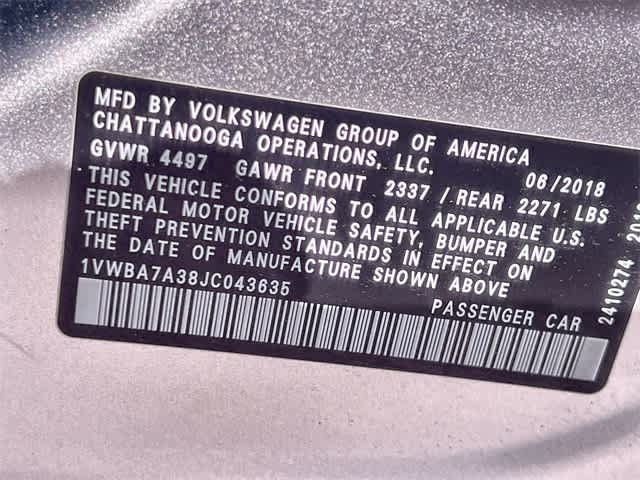 MFD BY VOLKSWAGEN GROUP OF AMERICA
CHATTANOOGA OPERATIONS, LLC.
06/2018
GVWR 4497 GAWR FRONT 2337 / REAR 2271 LBS
THIS VEHICLE CONFORMS TO ALL APPLICABLE U.S.
FEDERAL MOTOR VEHICLE SAFETY, BUMPER AND
THEFT PREVENTION STANDARDS IN EFFECT ON
THE DATE OF MANUFACTURE SHOWN ABOVE
1VWBA7A38JC043635
PASSENGER CAR
2410274